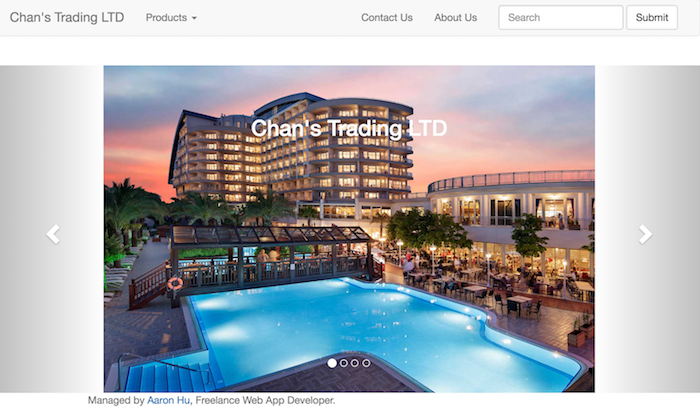 Chan's Trading LTD Products Contact Us About Us Search Submit
Chan's Trading LTD
Managed by Aaron Hu, Freelance Web App Developer.